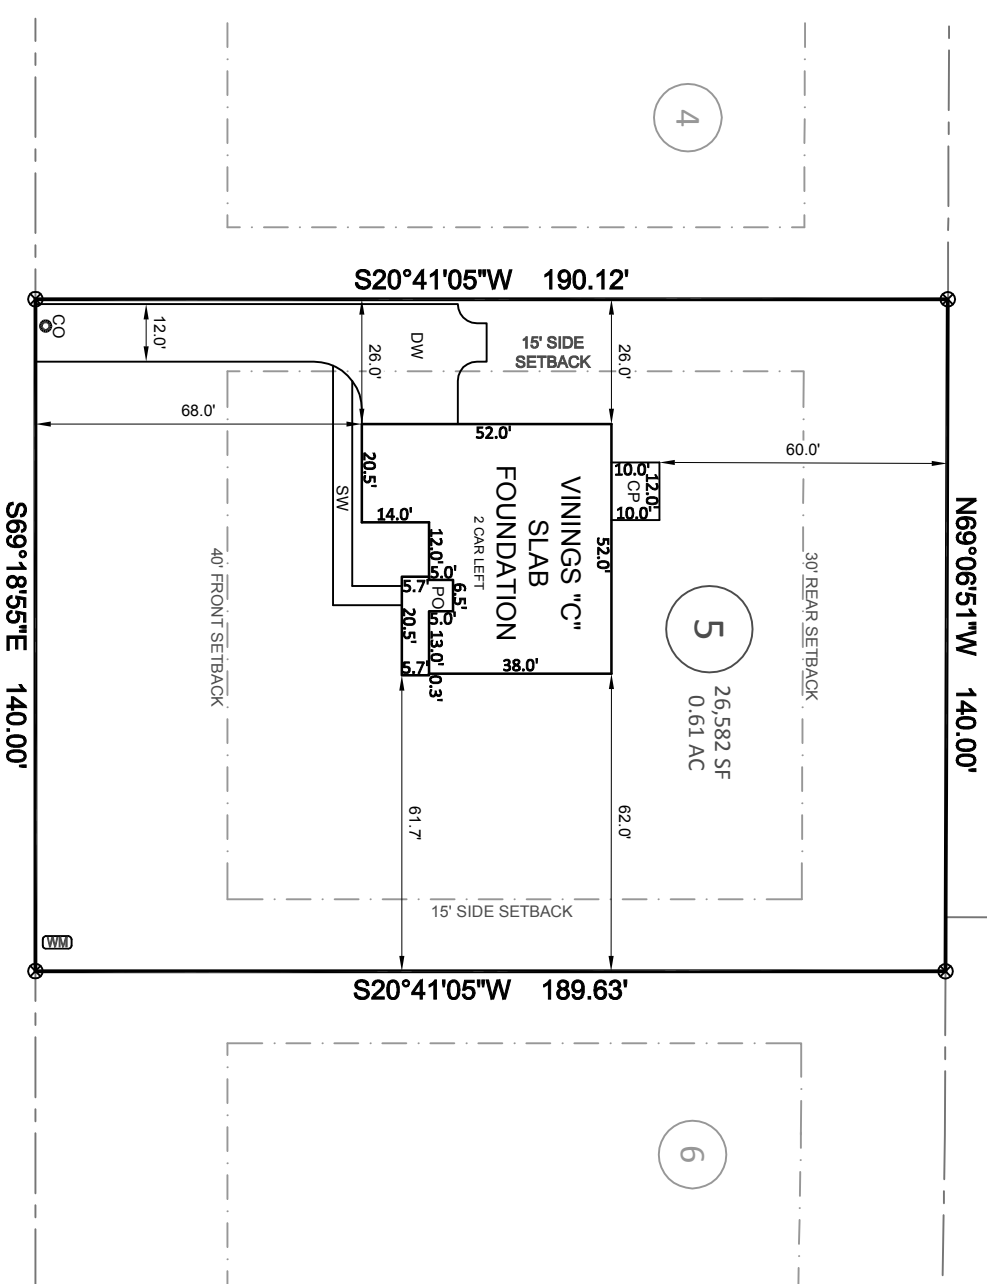 4
S20°41'05"W 190.12'
CO
12.0'
26.0'
DW
15' SIDE
SETBACK
26.0'
68.0'
52.0'
60.0'
20.5'
SW
14.0'
10.0'
12.0'
CP
10.0'
VININGS "C"
SLAB
FOUNDATION
2 CAR LEFT
52.0'
12.0'
5.0'
5.7'
PO
6.5'
5.0'
20.5'
13.0'
5.7'
0.3'
38.0'
S69°18'55"E 140.00'
40' FRONT SETBACK
30' REAR SETBACK
N69°06'51"W 140.00'
5
26,582 SF
0.61 AC
61.7'
62.0'
15' SIDE SETBACK
WM
S20°41'05"W 189.63'
6